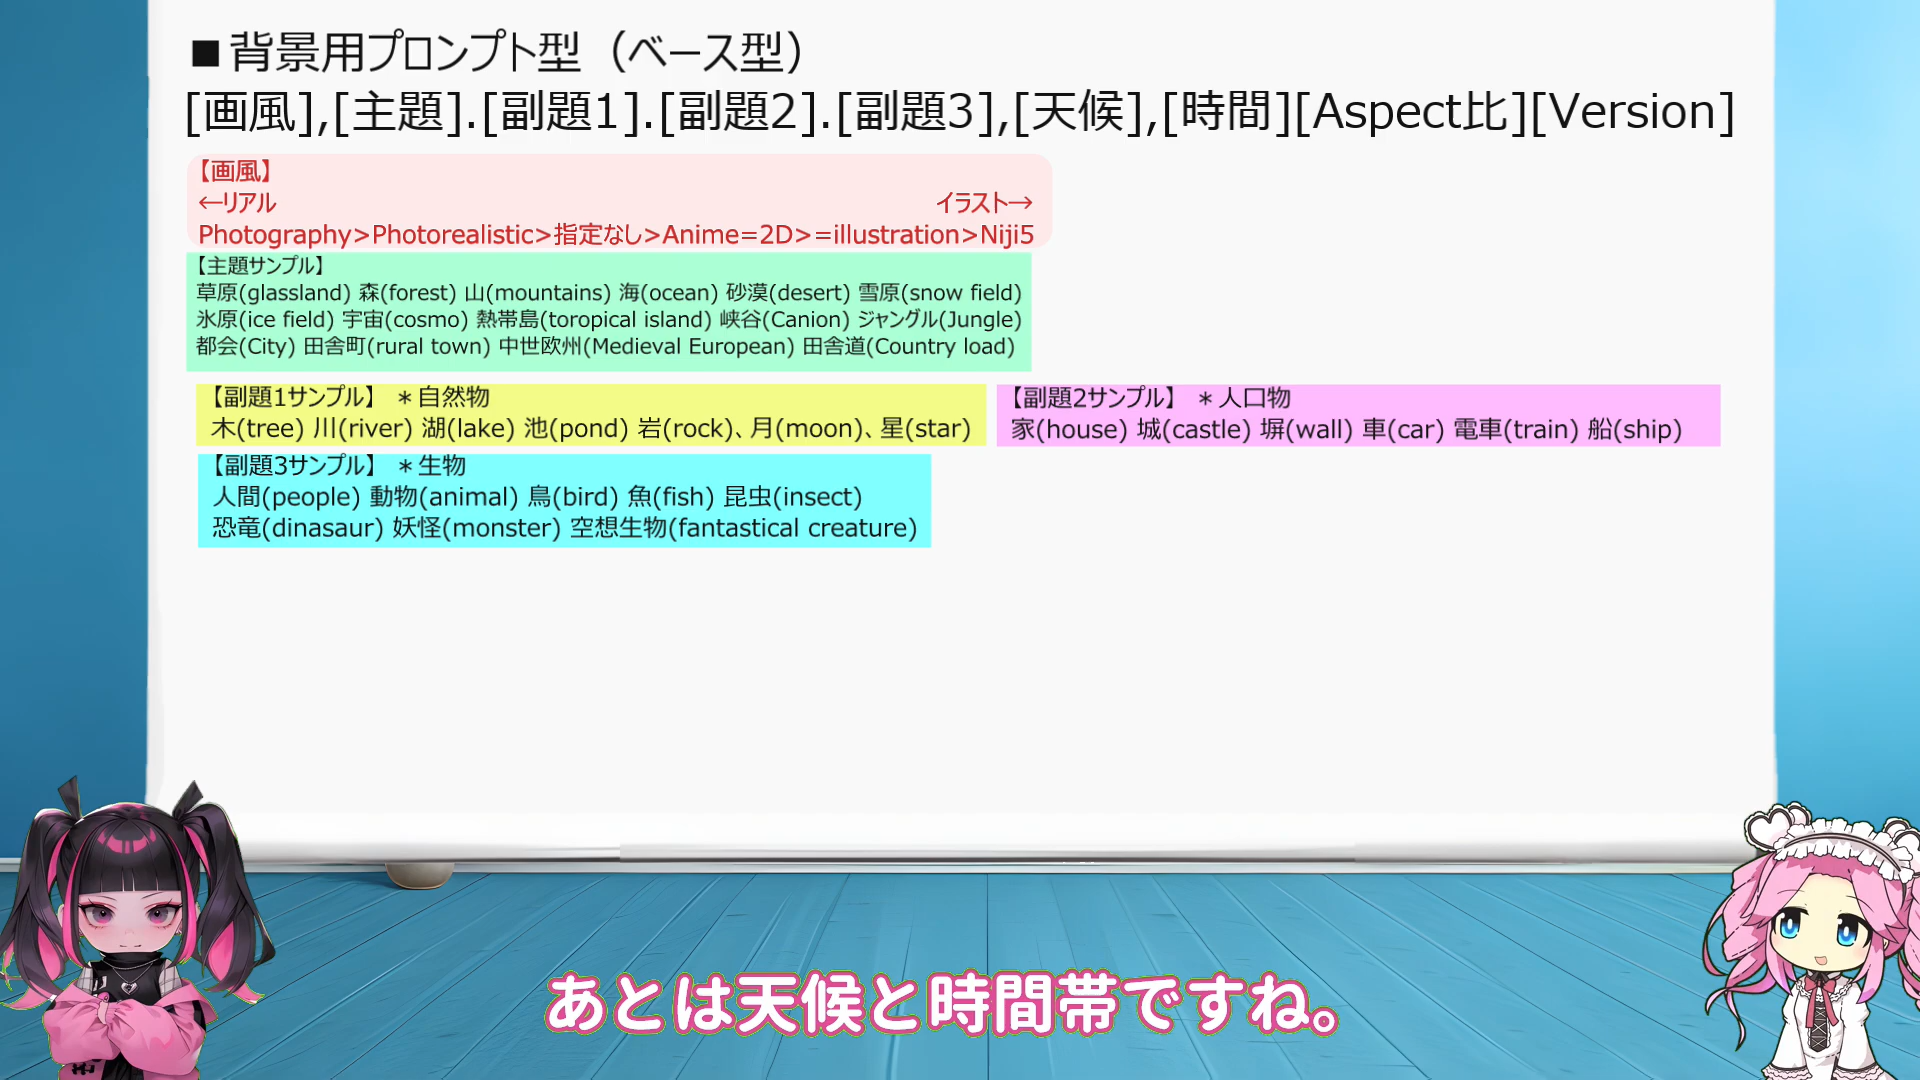 ■背景用プロンプト型（ベース型）
[画風],[主題].[副題1].[副題2].[副題3],[天候],[時間][Aspect比][Version]
【画風】
←リアル イラスト→
Photography>Photorealistic>指定なし>Anime=2D>=illustration>Niji5
【主題サンプル】
草原(glassland) 森(forest) 山(mountains) 海(ocean) 砂漠(desert) 雪原(snow field)
氷原(ice field) 宇宙(cosmo) 熱帯島(toropical island) 峡谷(Canion) ジャングル(Jungle)
都会(City) 田舎町(rural town) 中世欧州(Medieval European) 田舎道(Country load)
【副題1サンプル】 ＊自然物
木(tree) 川(river) 湖(lake) 池(pond) 岩(rock)、月(moon)、星(star)
【副題2サンプル】 ＊人口物
家(house) 城(castle) 塀(wall) 車(car) 電車(train) 船(ship)
【副題3サンプル】 ＊生物
人間(people) 動物(animal) 鳥(bird) 魚(fish) 昆虫(insect)
恐竜(dinasaur) 妖怪(monster) 空想生物(fantastical creature)
あとは天候と時間帯ですね。